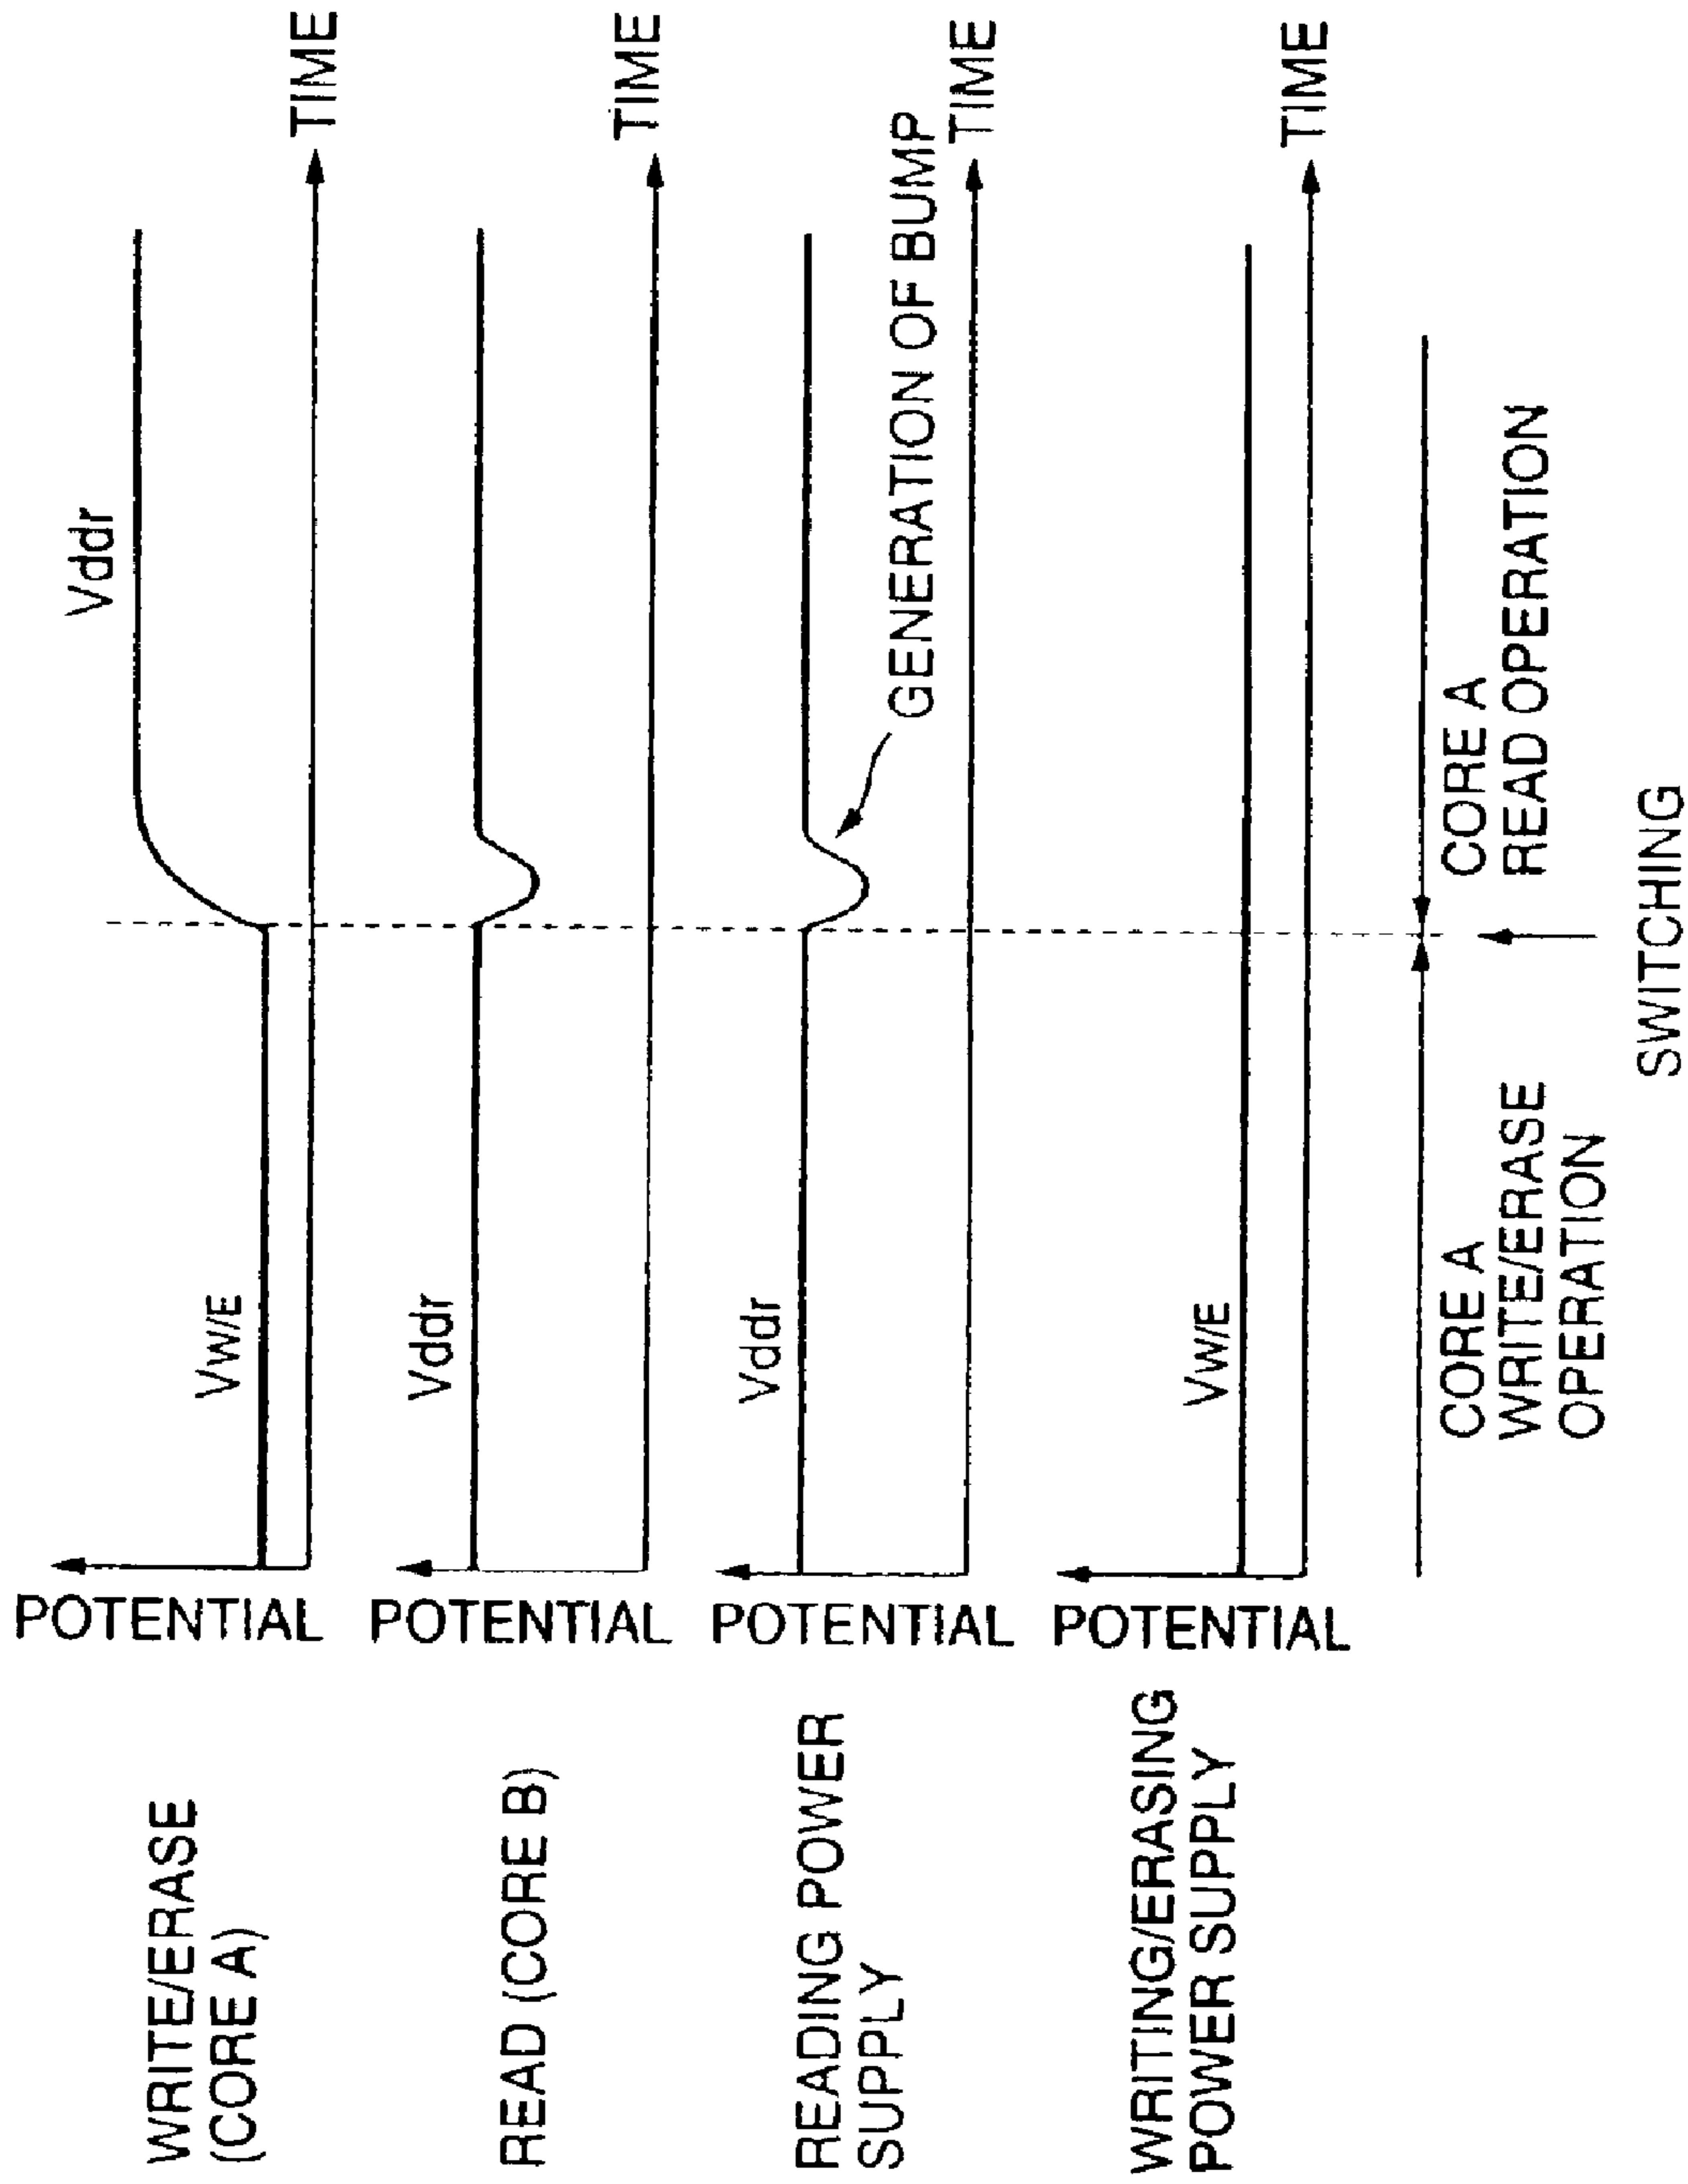 WRITE/ERASE
(CORE A)
POTENTIAL
VW/E
Vddr
TIME
READ (CORE B)
POTENTIAL
Vddr
TIME
READING POWER
SUPPLY
POTENTIAL
Vddr
GENERATION OF BUMP
TIME
WRITING/ERASING
POWER SUPPLY
POTENTIAL
VW/E
TIME
CORE A
WRITE/ERASE
OPERATION
CORE A
READ OPERATION
SWITCHING